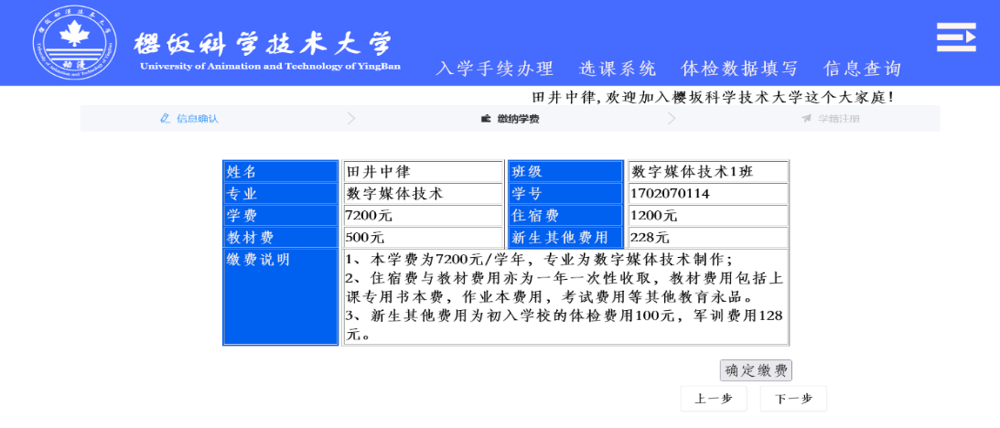 樱坂科学技术大学
University of Animation and Technology of YingBan
动漫
入学手续办理 选课系统 体检数据填写 信息查询
田井中律,欢迎加入樱坂科学技术大学这个大家庭!
信息确认 缴纳学费 学籍注册
姓名 田井中律 班级 数字媒体技术1班
专业 数字媒体技术 学号 1702070114
学费 7200元 住宿费 1200元
教材费 500元 新生其他费用 228元
缴费说明 1、本学费为7200元/学年，专业为数字媒体技术制作；
2、住宿费与教材费用亦为一年一次性收取，教材费用包括上
课专用书本费，作业本费用，考试费用等其他教育永品。
3、新生其他费用为初入学校的体检费用100元，军训费用128
元。
确定缴费
上一步 下一步